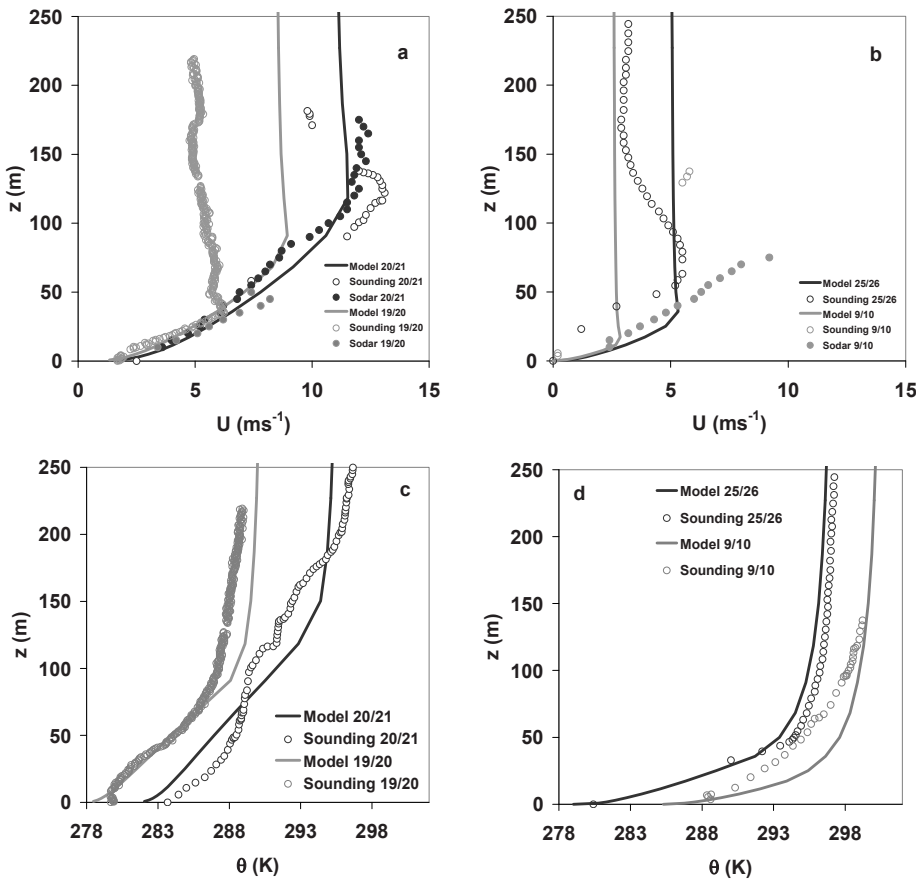 250
200
150
100
50
0
z (m)
a
Model 20/21
Sounding 20/21
Sodar 20/21
Model 19/20
Sounding 19/20
Sodar 19/20
0 5 10 15
U (ms⁻¹)
250
200
150
100
50
0
z (m)
b
Model 25/26
Sounding 25/26
Model 9/10
Sounding 9/10
Sodar 9/10
0 5 10 15
U (ms⁻¹)
250
200
150
100
50
0
z (m)
c
Model 20/21
Sounding 20/21
Model 19/20
Sounding 19/20
278 283 288 293 298
θ (K)
250
200
150
100
50
0
z (m)
d
Model 25/26
Sounding 25/26
Model 9/10
Sounding 9/10
278 283 288 293 298
θ (K)